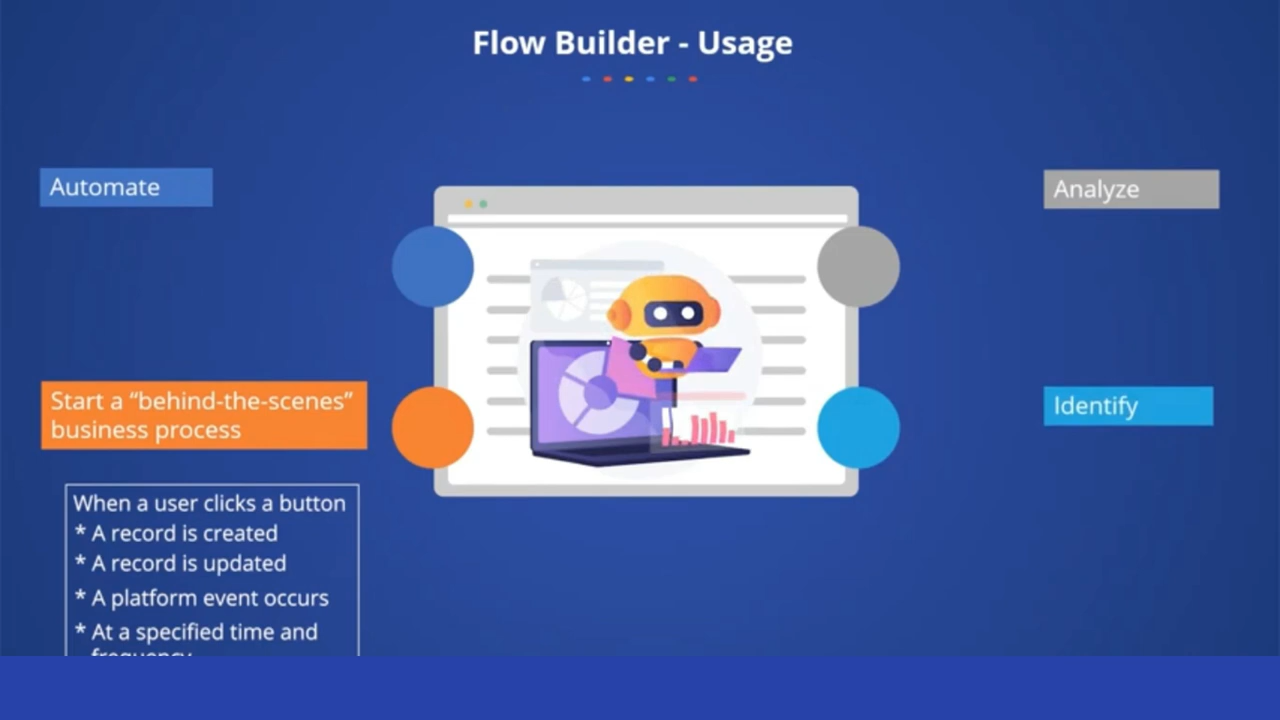 Flow Builder - Usage
Automate
Analyze
Start a “behind-the-scenes”
business process
Identify
When a user clicks a button
* A record is created
* A record is updated
* A platform event occurs
* At a specified time and
frequency